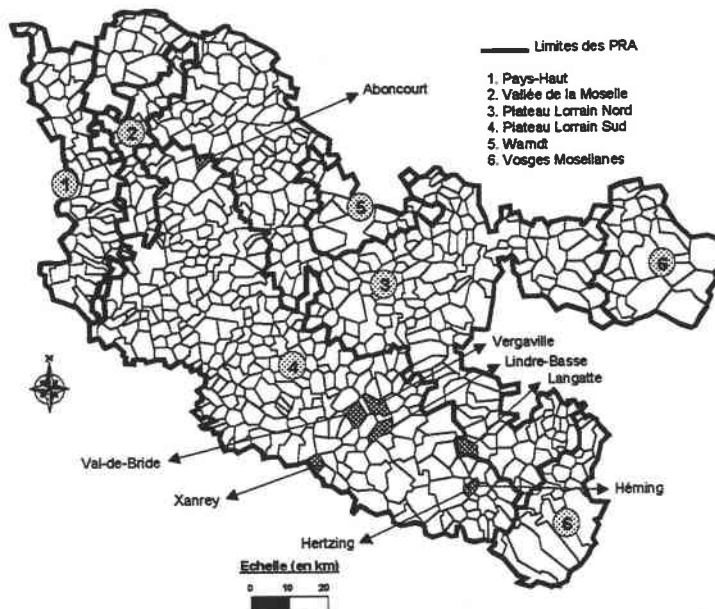 Limites des PRA
1. Pays-Haut
2. Vallée de la Moselle
3. Plateau Lorrain Nord
4. Plateau Lorrain Sud
5. Warndt
6. Vosges Mosellanes
Aboncourt
2
1
5
6
3
Vergaville
Lindre-Basse
Langatte
4
N
Val-de-Bride
Xanrey
Héming
Hertzing
6
Echelle (en km)
0 10 20